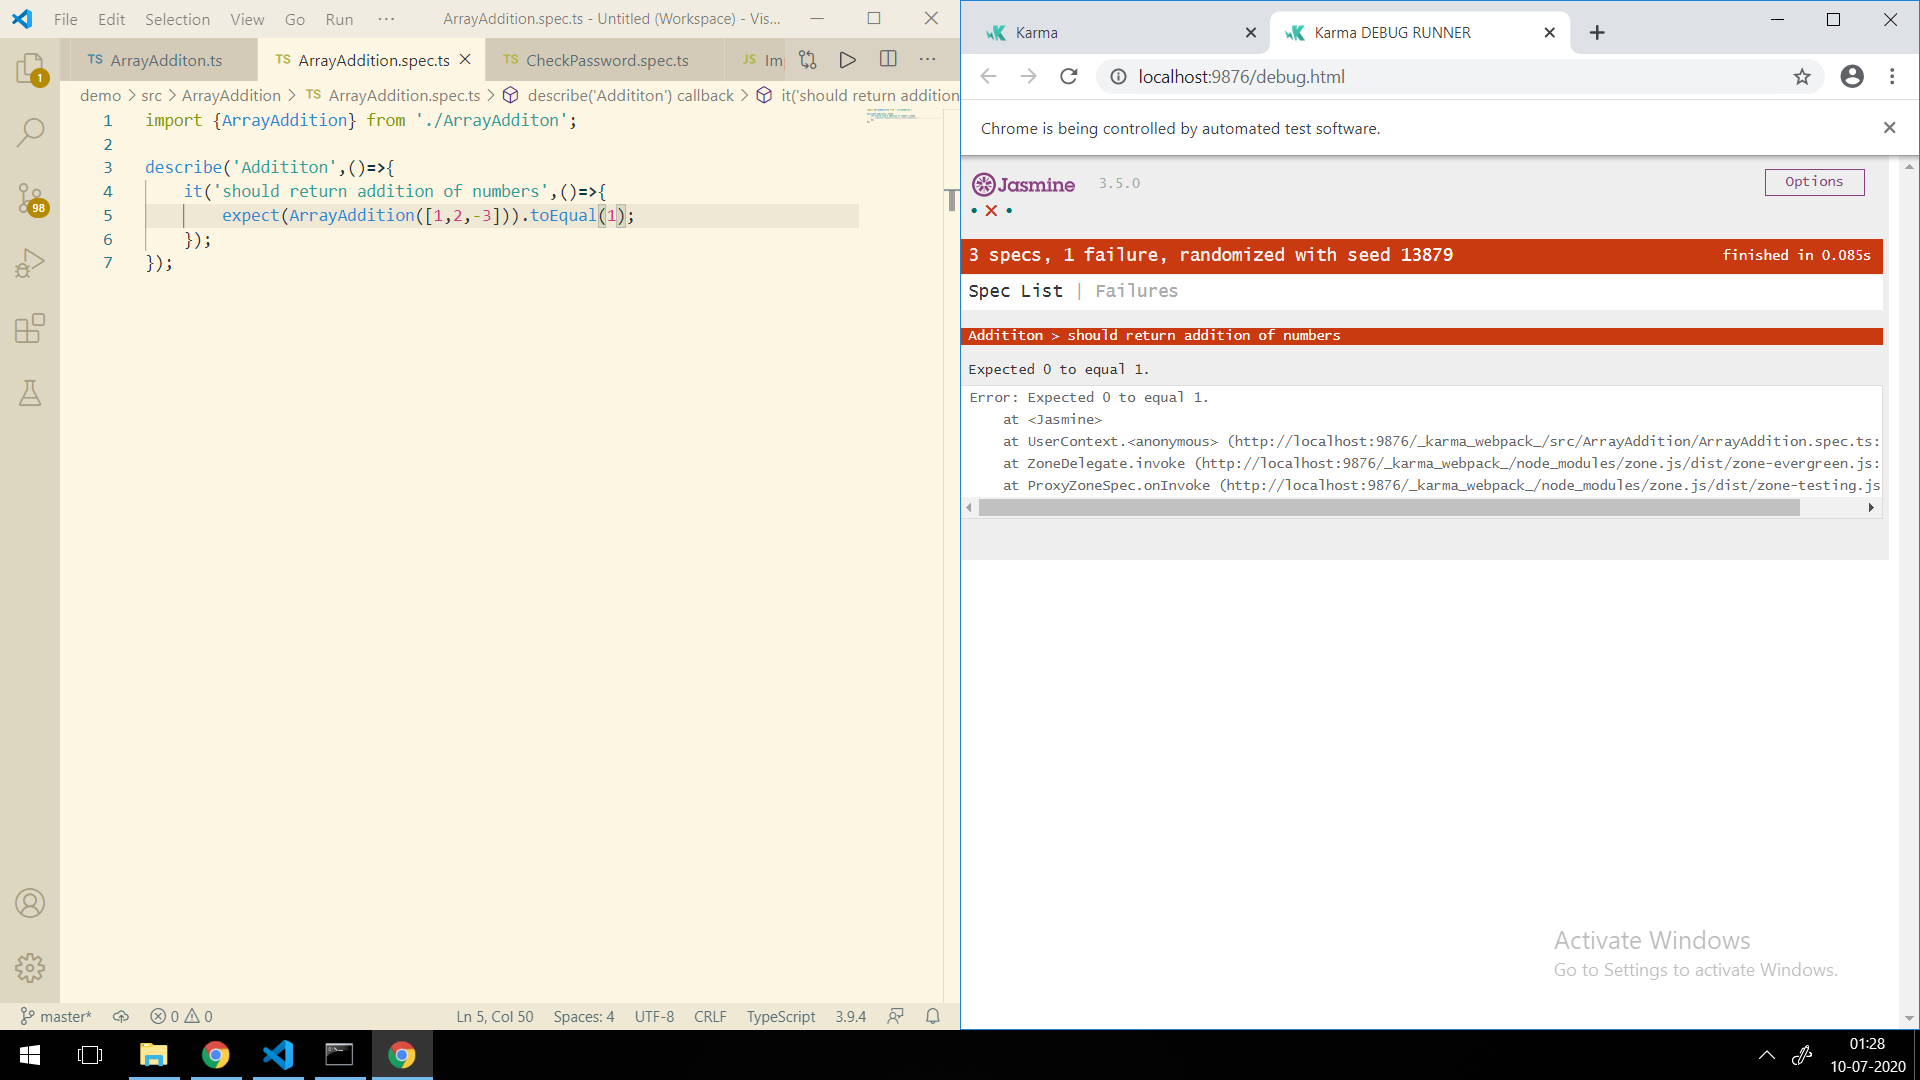 File Edit Selection View Go Run ··· ArrayAddition.spec.ts - Untitled (Workspace) - Vis...
TS ArrayAdditon.ts TS ArrayAddition.spec.ts TS CheckPassword.spec.ts JS Im
demo > src > ArrayAddition > TS ArrayAddition.spec.ts > describe('Addititon') callback > it('should return addition
1 import {ArrayAddition} from './ArrayAdditon';
2
3 describe('Addititon',()=>{
4 it('should return addition of numbers',()=>{
5 expect(ArrayAddition([1,2,-3])).toEqual(1);
6 });
7 });
1
98
master* 0 0 Ln 5, Col 50 Spaces: 4 UTF-8 CRLF TypeScript 3.9.4
Karma Karma DEBUG RUNNER
localhost:9876/debug.html
Chrome is being controlled by automated test software.
Jasmine 3.5.0 Options
• ✕ •
3 specs, 1 failure, randomized with seed 13879 finished in 0.085s
Spec List | Failures
Addititon > should return addition of numbers
Expected 0 to equal 1.
Error: Expected 0 to equal 1.
at <Jasmine>
at UserContext.<anonymous> (http://localhost:9876/_karma_webpack_/src/ArrayAddition/ArrayAddition.spec.ts:
at ZoneDelegate.invoke (http://localhost:9876/_karma_webpack_/node_modules/zone.js/dist/zone-evergreen.js:
at ProxyZoneSpec.onInvoke (http://localhost:9876/_karma_webpack_/node_modules/zone.js/dist/zone-testing.js
Activate Windows
Go to Settings to activate Windows.
01:28
10-07-2020